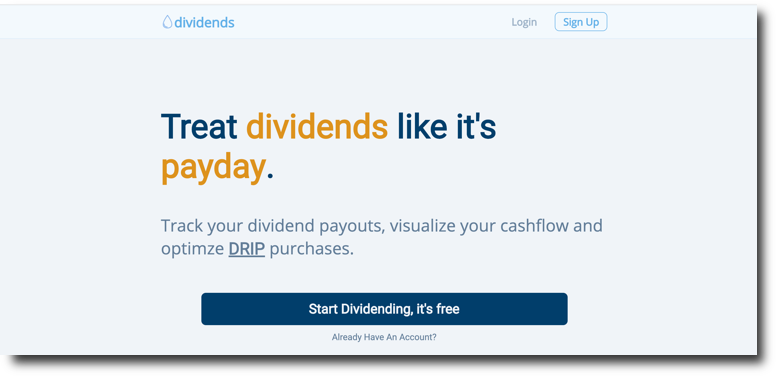 dividends
Login
Sign Up
Treat dividends like it's
payday.
Track your dividend payouts, visualize your cashflow and
optimze DRIP purchases.
Start Dividending, it's free
Already Have An Account?